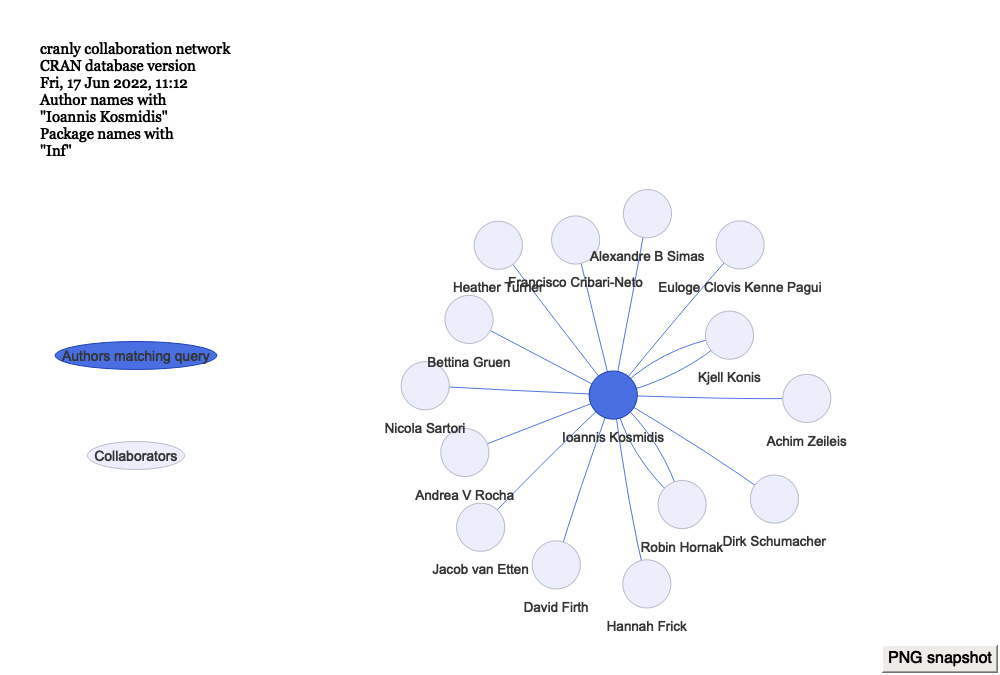 cranly collaboration network
CRAN database version
Fri, 17 Jun 2022, 11:12
Author names with
"Ioannis Kosmidis"
Package names with
"Inf"
Alexandre B Simas
Francisco Cribari-Neto
Heather Turner
Euloge Clovis Kenne Pagui
Authors matching query
Bettina Gruen
Kjell Konis
Nicola Sartori
Ioannis Kosmidis
Achim Zeileis
Collaborators
Andrea V Rocha
Robin Hornak
Dirk Schumacher
Jacob van Etten
David Firth
Hannah Frick
PNG snapshot